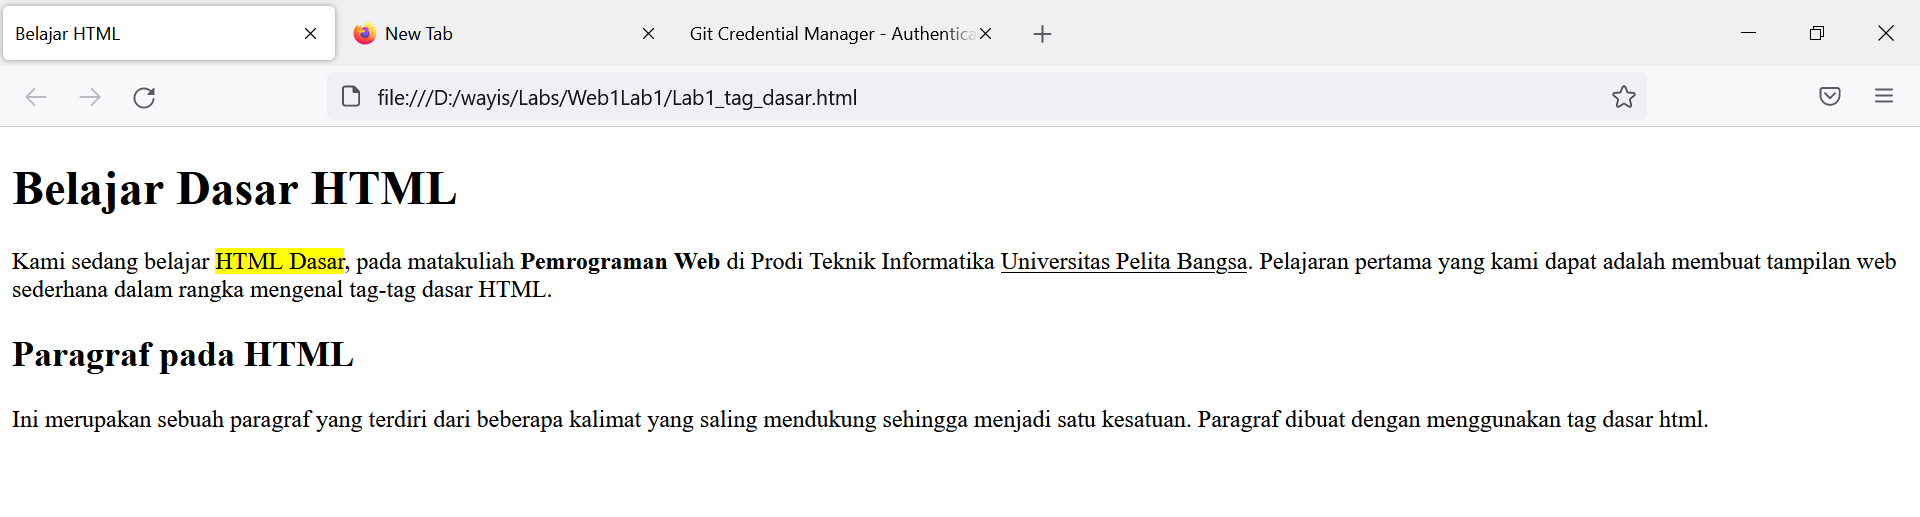 Belajar HTML
New Tab
Git Credential Manager - Authentica
file:///D:/wayis/Labs/Web1Lab1/Lab1_tag_dasar.html
Belajar Dasar HTML
Kami sedang belajar HTML Dasar, pada matakuliah Pemrograman Web di Prodi Teknik Informatika Universitas Pelita Bangsa. Pelajaran pertama yang kami dapat adalah membuat tampilan web
sederhana dalam rangka mengenal tag-tag dasar HTML.
Paragraf pada HTML
Ini merupakan sebuah paragraf yang terdiri dari beberapa kalimat yang saling mendukung sehingga menjadi satu kesatuan. Paragraf dibuat dengan menggunakan tag dasar html.